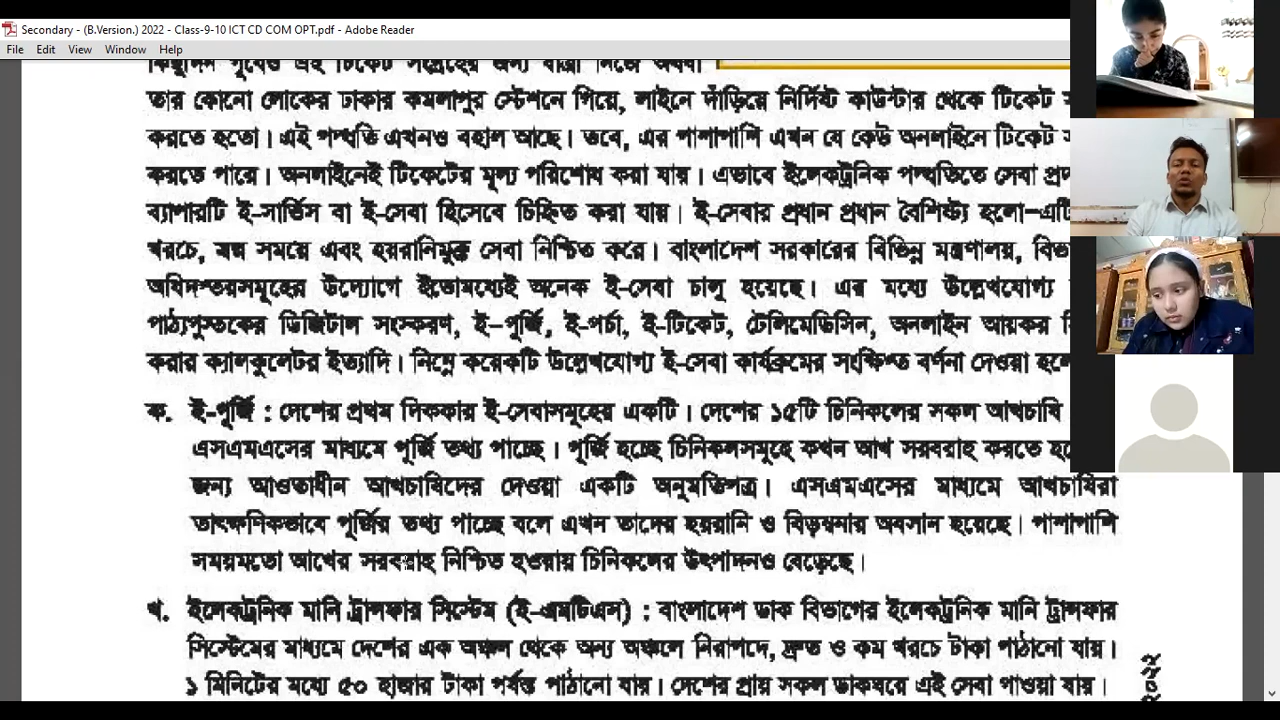 Secondary - (B.Version.) 2022 - Class-9-10 ICT CD COM OPT.pdf - Adobe Reader
File Edit View Window Help
কিছুদিন পূর্বেও এই টিকেট সংগ্রহের জন্য যাত্রী নিজে অথবা
তার কোনো লোকের ঢাকার কমলাপুর স্টেশনে গিয়ে, লাইনে দাঁড়িয়ে নির্দিষ্ট কাউন্টার থেকে টিকেট
করতে হতো। এই পদ্ধতি এখনও বহাল আছে। তবে, এর পাশাপাশি এখন যে কেউ অনলাইনে টিকেট
করতে পারে। অনলাইনেই টিকেটের মূল্য পরিশোধ করা যায়। এভাবে ইলেকট্রনিক পদ্ধতিতে সেবা
ব্যাপারটি ই-সার্ভিস বা ই-সেবা হিসেবে চিহ্নিত করা যায়। ই-সেবার প্রধান প্রধান বৈশিষ্ট্য হলো–এটি
খরচে, স্বল্প সময়ে এবং হয়রানিমুক্ত সেবা নিশ্চিত করে। বাংলাদেশ সরকারের বিভিন্ন মন্ত্রণালয়,
অধিদপ্তরসমূহের উদ্যোগে ইতোমধ্যেই অনেক ই-সেবা চালু হয়েছে। এর মধ্যে উল্লেখযোগ্য
পাঠ্যপুস্তকের ডিজিটাল সংস্করণ, ই-পূর্জি, ই-পর্চা, ই-টিকেট, টেলিমেডিসিন, অনলাইন আয়কর
করার ক্যালকুলেটর ইত্যাদি। নিম্নে কয়েকটি উল্লেখযোগ্য ই-সেবা কার্যক্রমের সংক্ষিপ্ত বর্ণনা দেওয়া
ক. ই-পূর্জি : দেশের প্রথম দিককার ই-সেবাসমূহের একটি। দেশের ১৫টি চিনিকলের সকল আখচাষি
এসএমএসের মাধ্যমে পূর্জি তথ্য পাচ্ছে। পূর্জি হচ্ছে চিনিকলসমূহে কখন আখ সরবরাহ করতে
জন্য আওতাধীন আখচাষিদের দেওয়া একটি অনুমতিপত্র। এসএমএসের মাধ্যমে আখচাষিরা
তাৎক্ষণিকভাবে পূর্জির তথ্য পাচ্ছে বলে এখন তাদের হয়রানি ও বিড়ম্বনার অবসান হয়েছে। পাশাপাশি
সময়মতো আখের সরবরাহ নিশ্চিত হওয়ায় চিনিকলের উৎপাদনও বেড়েছে।
খ. ইলেকট্রনিক মানি ট্রান্সফার সিস্টেম (ই-এমটিএস) : বাংলাদেশ ডাক বিভাগের ইলেকট্রনিক মানি ট্রান্সফার
সিস্টেমের মাধ্যমে দেশের এক অঞ্চল থেকে অন্য অঞ্চলে নিরাপদে, দ্রুত ও কম খরচে টাকা পাঠানো যায়।
১ মিনিটের মধ্যে ৫০ হাজার টাকা পর্যন্ত পাঠানো যায়। দেশের প্রায় সকল ডাকঘরে এই সেবা পাওয়া যায়।